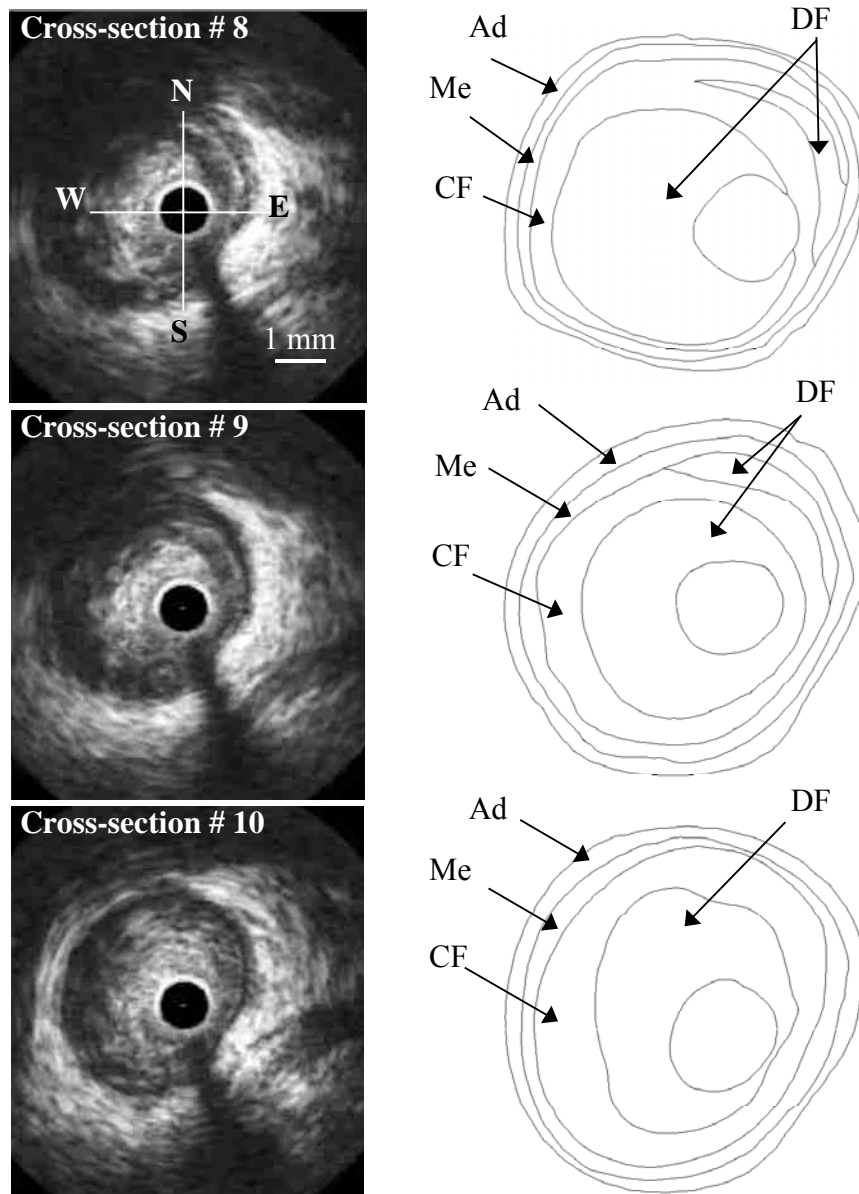 Cross-section # 8
N
W
E
S
1 mm
Ad
DF
Me
CF
Cross-section # 9
Ad
DF
Me
CF
Cross-section # 10
Ad
DF
Me
CF